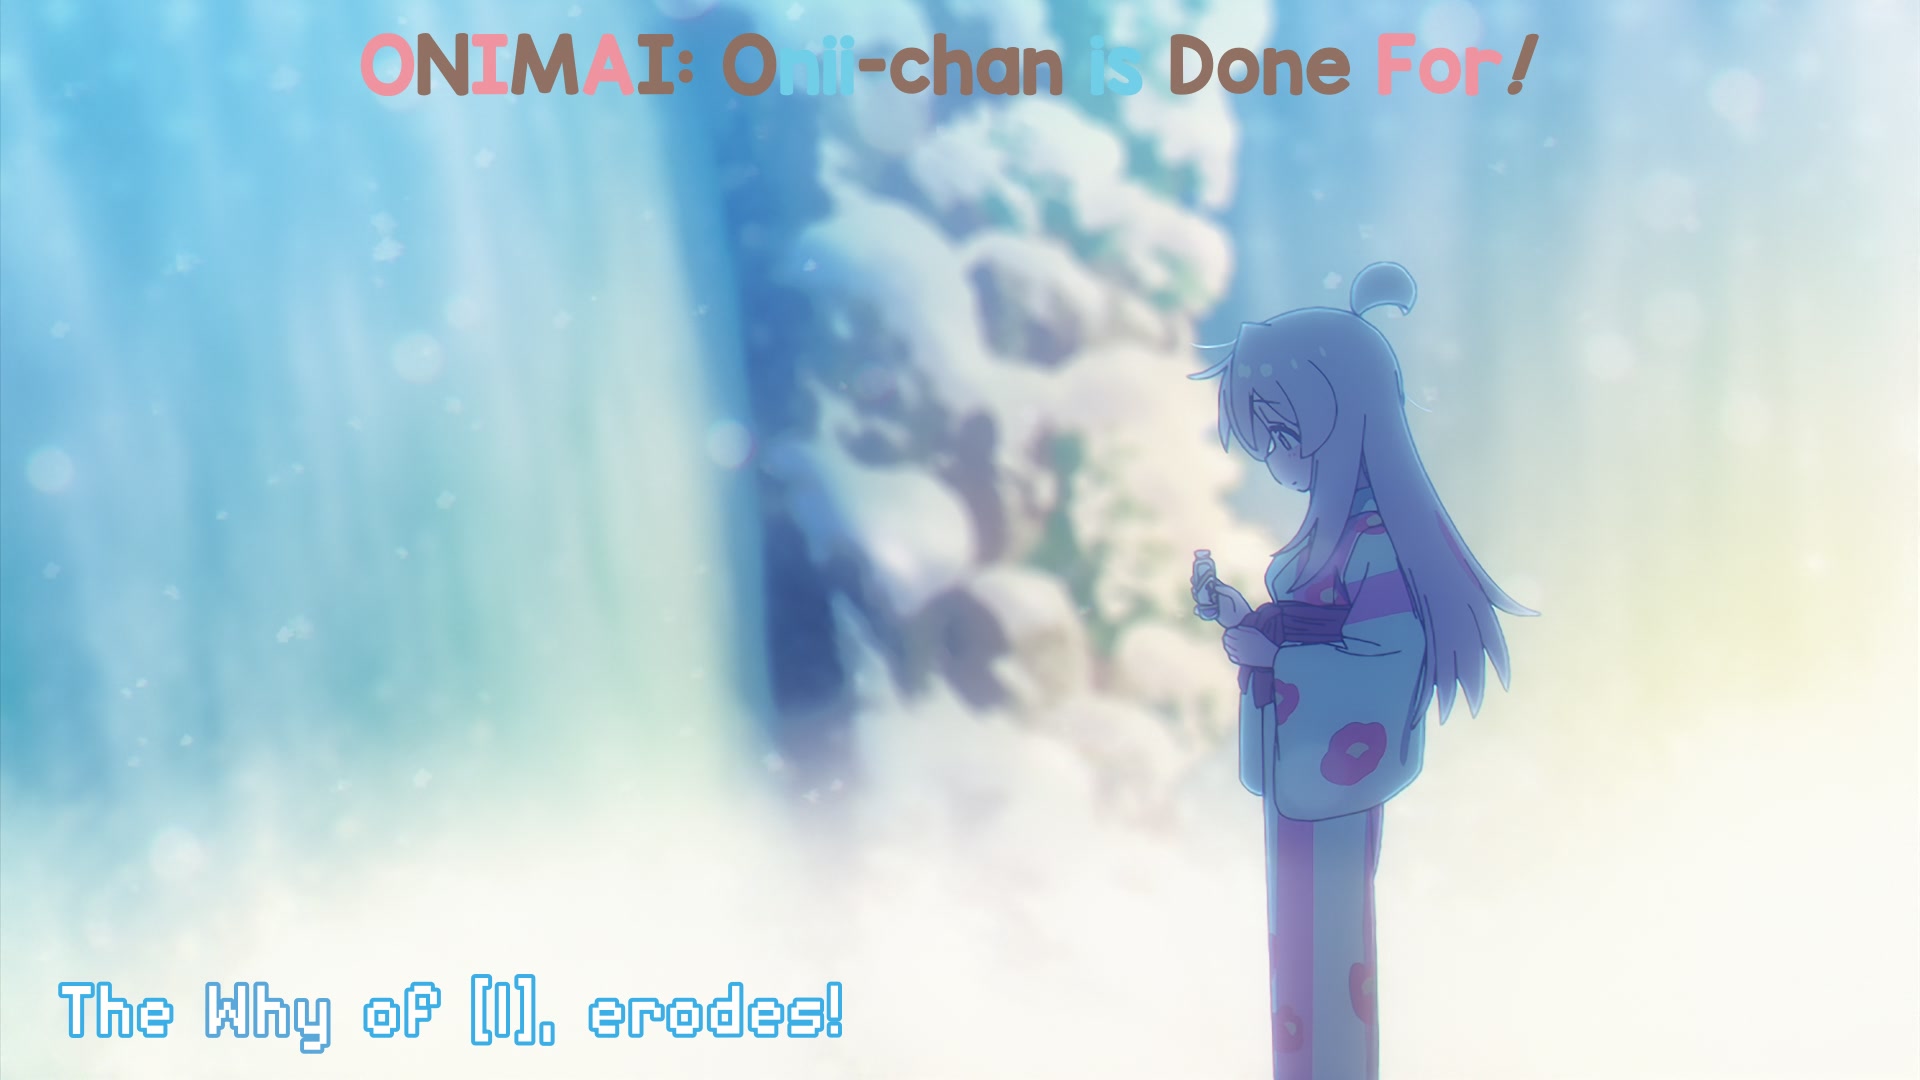 ONIMAI: Onii-chan is Done For!
The Why of [I], erodes!